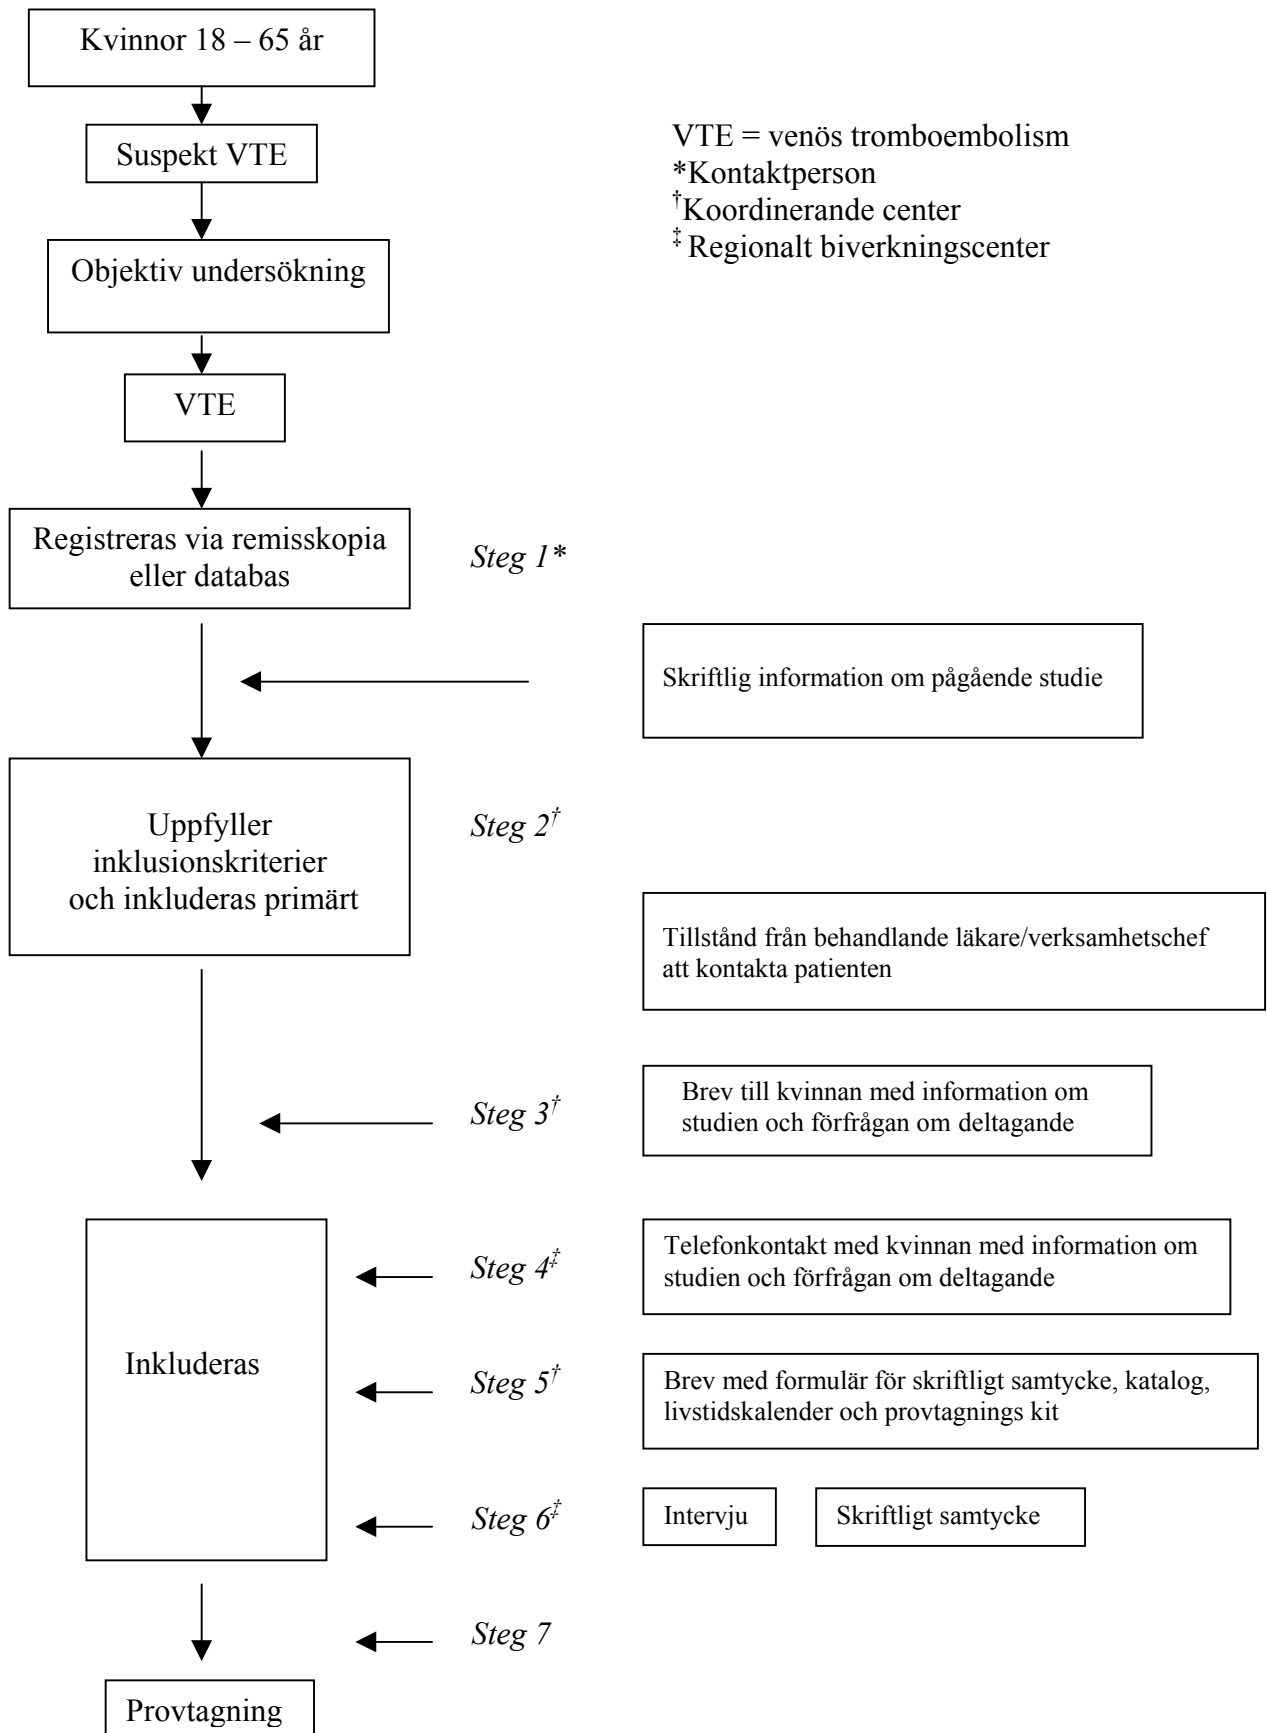 Kvinnor 18 – 65 år
Suspekt VTE
VTE = venös tromboembolism
*Kontaktperson
†Koordinerande center
‡ Regionalt biverkningscenter
Objektiv undersökning
VTE
Registreras via remisskopia
eller databas
Steg 1*
Skriftlig information om pågående studie
Uppfyller
inklusionskriterier
och inkluderas primärt
Steg 2†
Tillstånd från behandlande läkare/verksamhetschef
att kontakta patienten
Steg 3†
Brev till kvinnan med information om
studien och förfrågan om deltagande
Inkluderas
Steg 4‡
Telefonkontakt med kvinnan med information om
studien och förfrågan om deltagande
Steg 5†
Brev med formulär för skriftligt samtycke, katalog,
livstidskalender och provtagnings kit
Steg 6‡
Intervju
Skriftligt samtycke
Steg 7
Provtagning